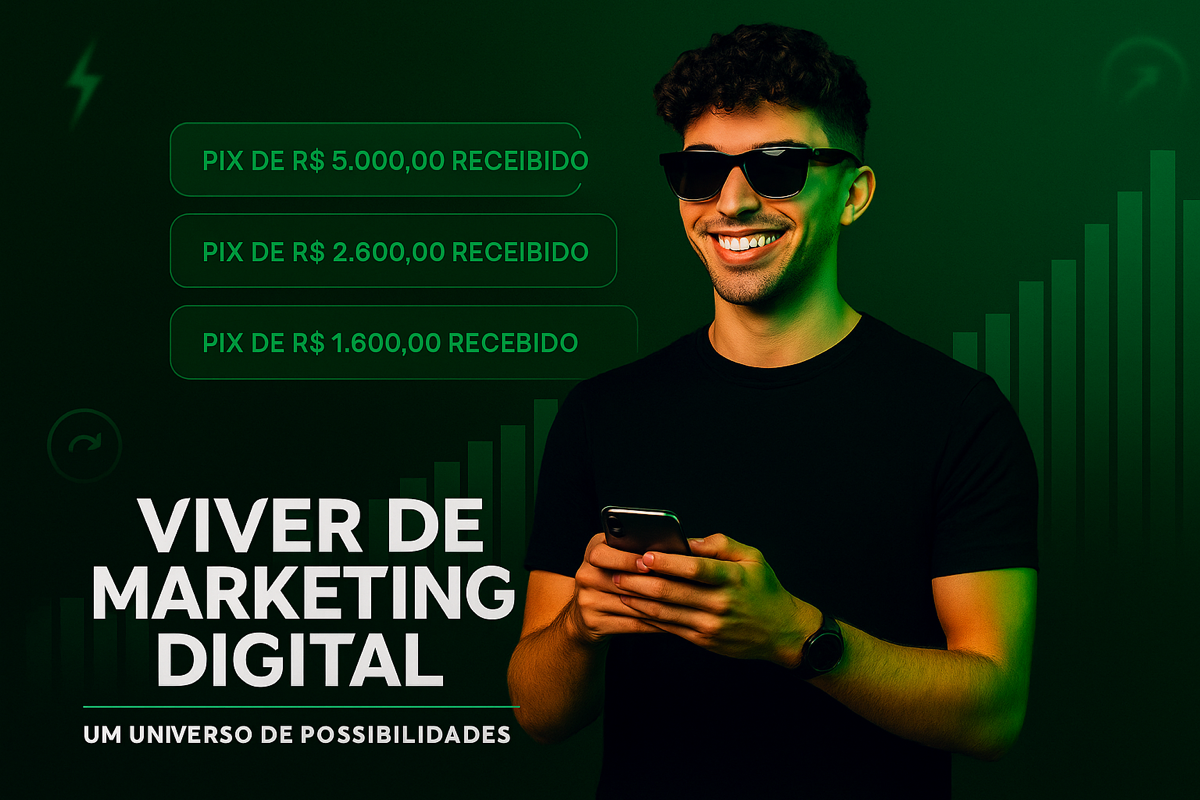 PIX DE R$ 5.000,00 RECEIBIDO
PIX DE R$ 2.600,00 RECEIBIDO
PIX DE R$ 1.600,00 RECEBIDO
VIVER DE
MARKETING
DIGITAL
UM UNIVERSO DE POSSIBILIDADES